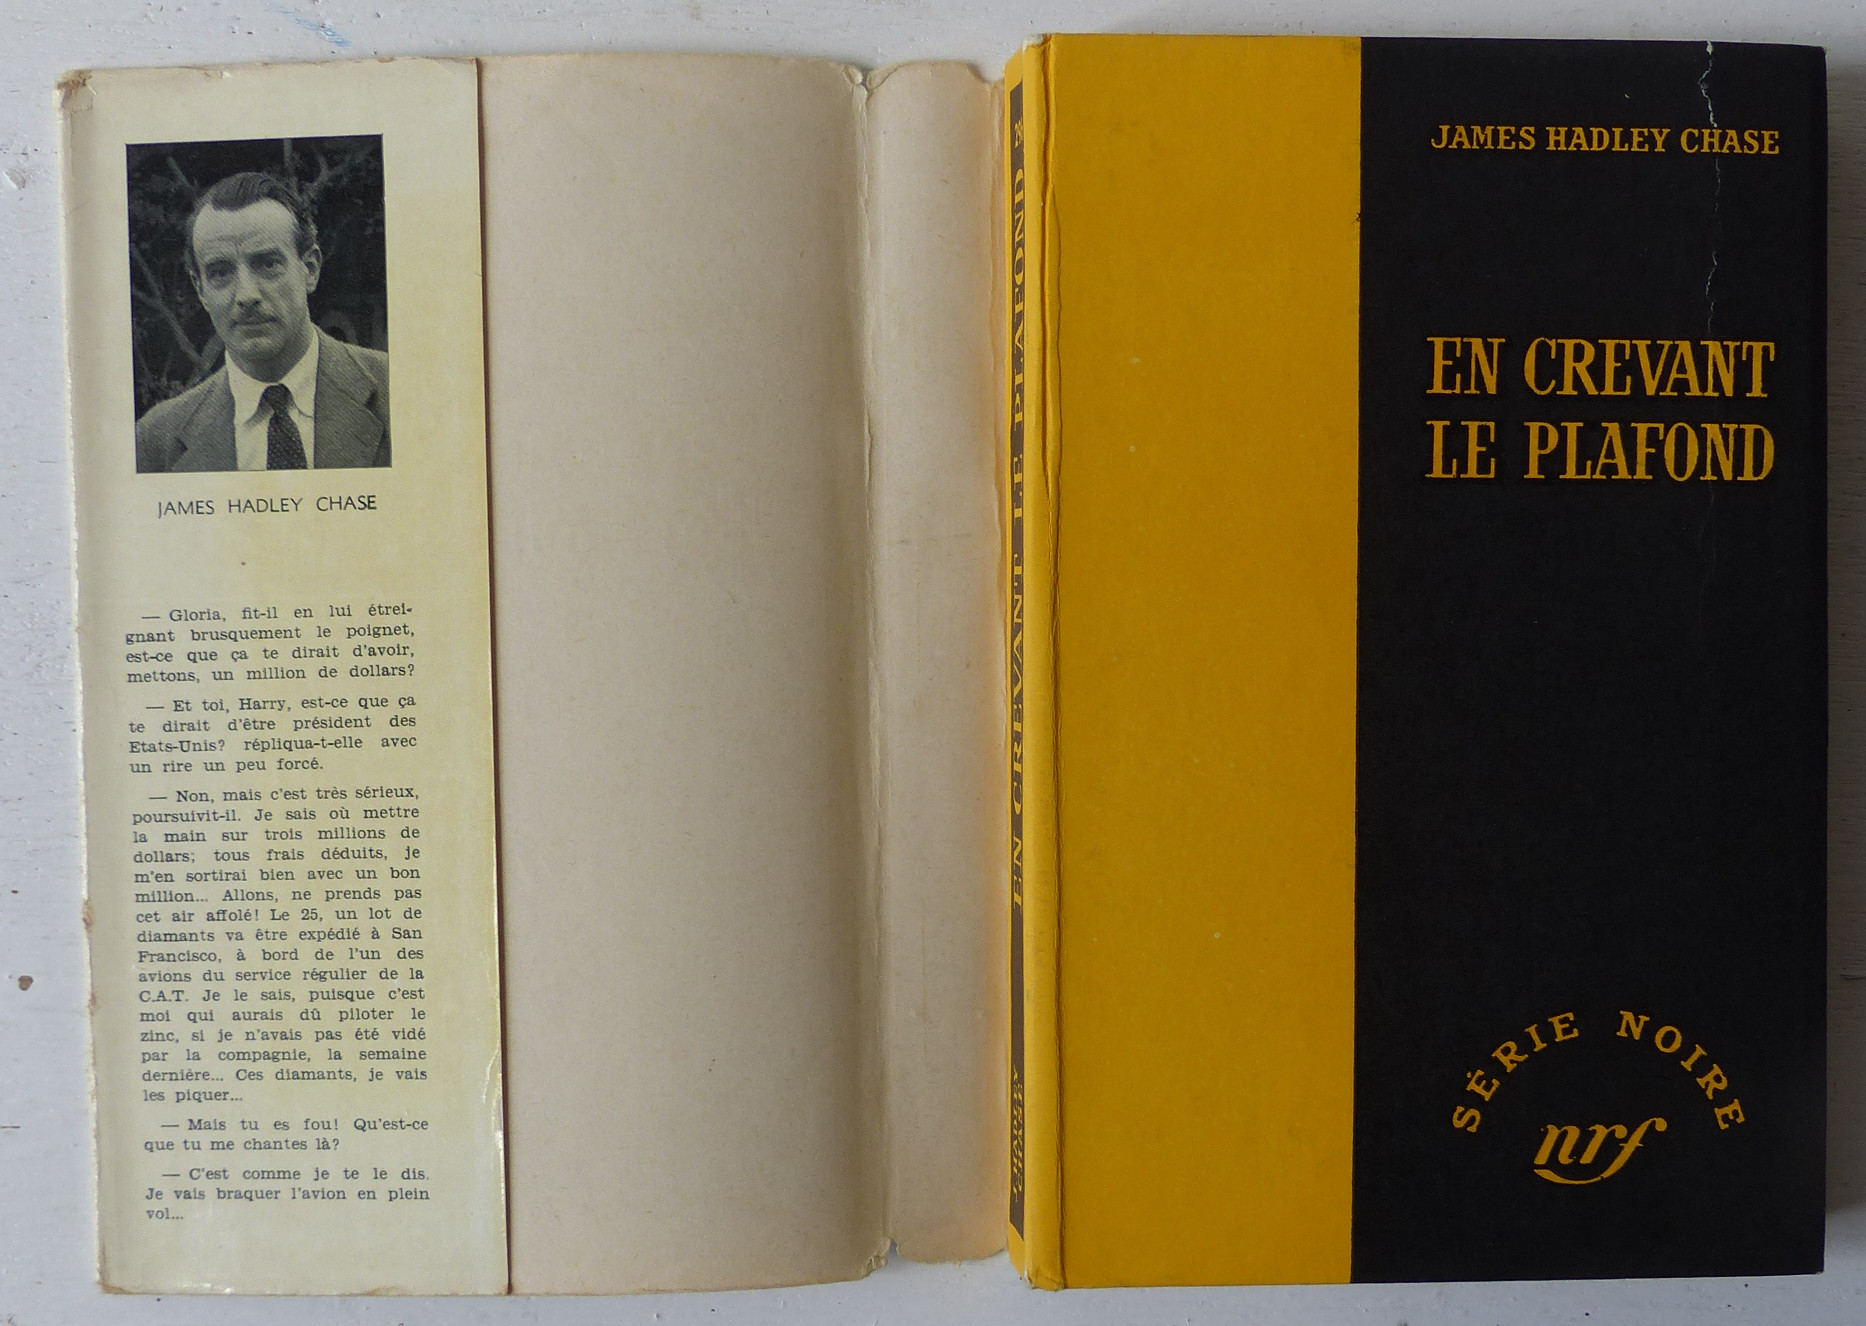 JAMES HADLEY CHASE
— Gloria, fit-il en lui étrei-
gnant brusquement le poignet,
est-ce que ça te dirait d'avoir,
mettons, un million de dollars?
— Et toi, Harry, est-ce que ça
te dirait d'être président des
Etats-Unis? répliqua-t-elle avec
un rire un peu forcé.
— Non, mais c'est très sérieux,
poursuivit-il. Je sais où mettre
la main sur trois millions de
dollars; tous frais déduits, je
m'en sortirai bien avec un bon
million... Allons, ne prends pas
cet air affolé! Le 25, un lot de
diamants va être expédié à San
Francisco, à bord de l'un des
avions du service régulier de la
C.A.T. Je le sais, puisque c'est
moi qui aurais dû piloter le
zinc, si je n'avais pas été vidé
par la compagnie, la semaine
dernière... Ces diamants, je vais
les piquer...
— Mais tu es fou! Qu'est-ce
que tu me chantes là?
— C'est comme je te le dis.
Je vais braquer l'avion en plein
vol...
EN CREVANT LE PLAFOND
J. HADLEY
CHASE
JAMES HADLEY CHASE
EN CREVANT
LE PLAFOND
SÉRIE NOIRE
nrf